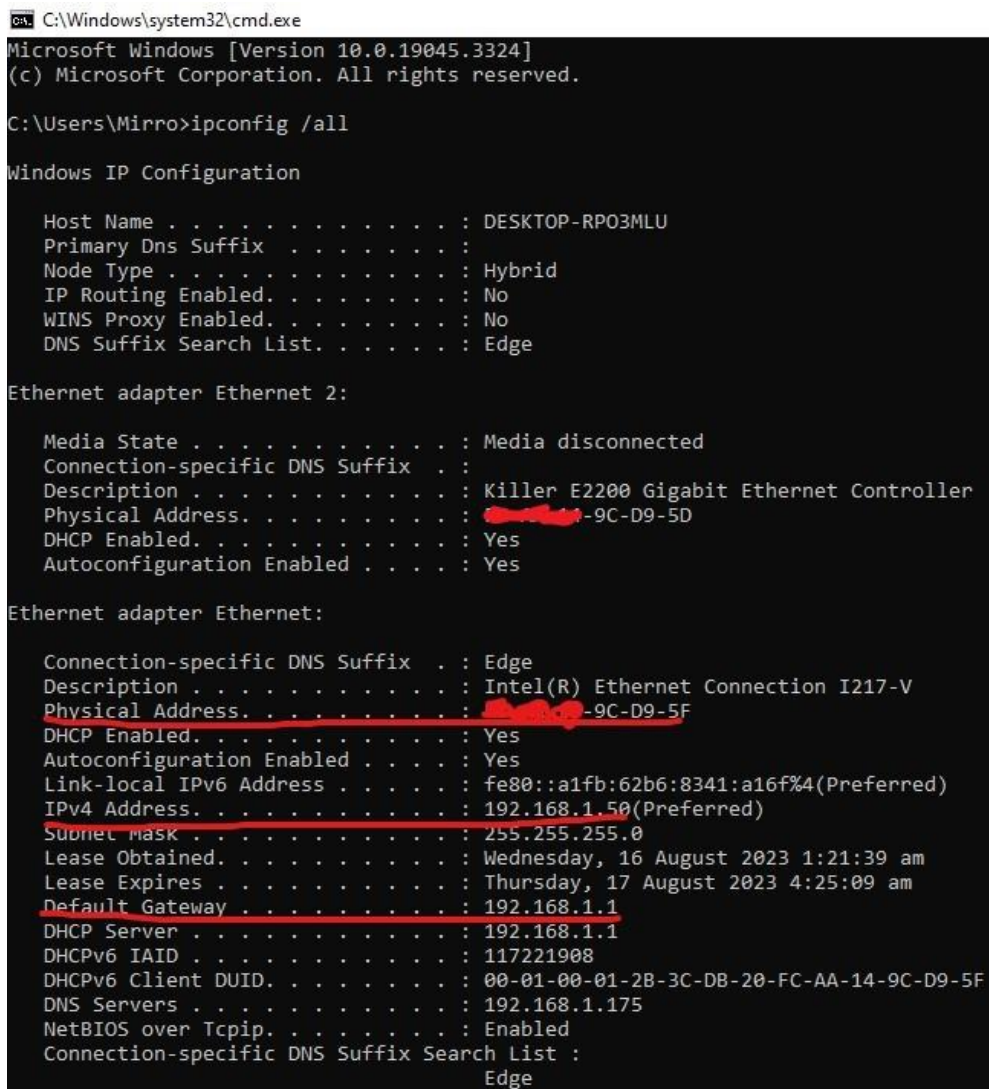 C:\Windows\system32\cmd.exe
Microsoft Windows [Version 10.0.19045.3324]
(c) Microsoft Corporation. All rights reserved.
C:\Users\Mirro>ipconfig /all
Windows IP Configuration
Host Name . . . . . . . . . . . . : DESKTOP-RPO3MLU
Primary Dns Suffix  . . . . . . . :
Node Type . . . . . . . . . . . . : Hybrid
IP Routing Enabled. . . . . . . . : No
WINS Proxy Enabled. . . . . . . . : No
DNS Suffix Search List. . . . . . : Edge
Ethernet adapter Ethernet 2:
Media State . . . . . . . . . . . : Media disconnected
Connection-specific DNS Suffix  . :
Description . . . . . . . . . . . : Killer E2200 Gigabit Ethernet Controller
Physical Address. . . . . . . . . : -9C-D9-5D
DHCP Enabled. . . . . . . . . . . : Yes
Autoconfiguration Enabled . . . . : Yes
Ethernet adapter Ethernet:
Connection-specific DNS Suffix  . : Edge
Description . . . . . . . . . . . : Intel(R) Ethernet Connection I217-V
Physical Address. . . . . . . . . : -9C-D9-5F
DHCP Enabled. . . . . . . . . . . : Yes
Autoconfiguration Enabled . . . . : Yes
Link-local IPv6 Address . . . . . : fe80::a1fb:62b6:8341:a16f%4(Preferred)
IPv4 Address. . . . . . . . . . . : 192.168.1.50(Preferred)
Subnet Mask . . . . . . . . . . . : 255.255.255.0
Lease Obtained. . . . . . . . . . : Wednesday, 16 August 2023 1:21:39 am
Lease Expires . . . . . . . . . . : Thursday, 17 August 2023 4:25:09 am
Default Gateway . . . . . . . . . : 192.168.1.1
DHCP Server . . . . . . . . . . . : 192.168.1.1
DHCPv6 IAID . . . . . . . . . . . : 117221908
DHCPv6 Client DUID. . . . . . . . : 00-01-00-01-2B-3C-DB-20-FC-AA-14-9C-D9-5F
DNS Servers . . . . . . . . . . . : 192.168.1.175
NetBIOS over Tcpip. . . . . . . . : Enabled
Connection-specific DNS Suffix Search List :
Edge